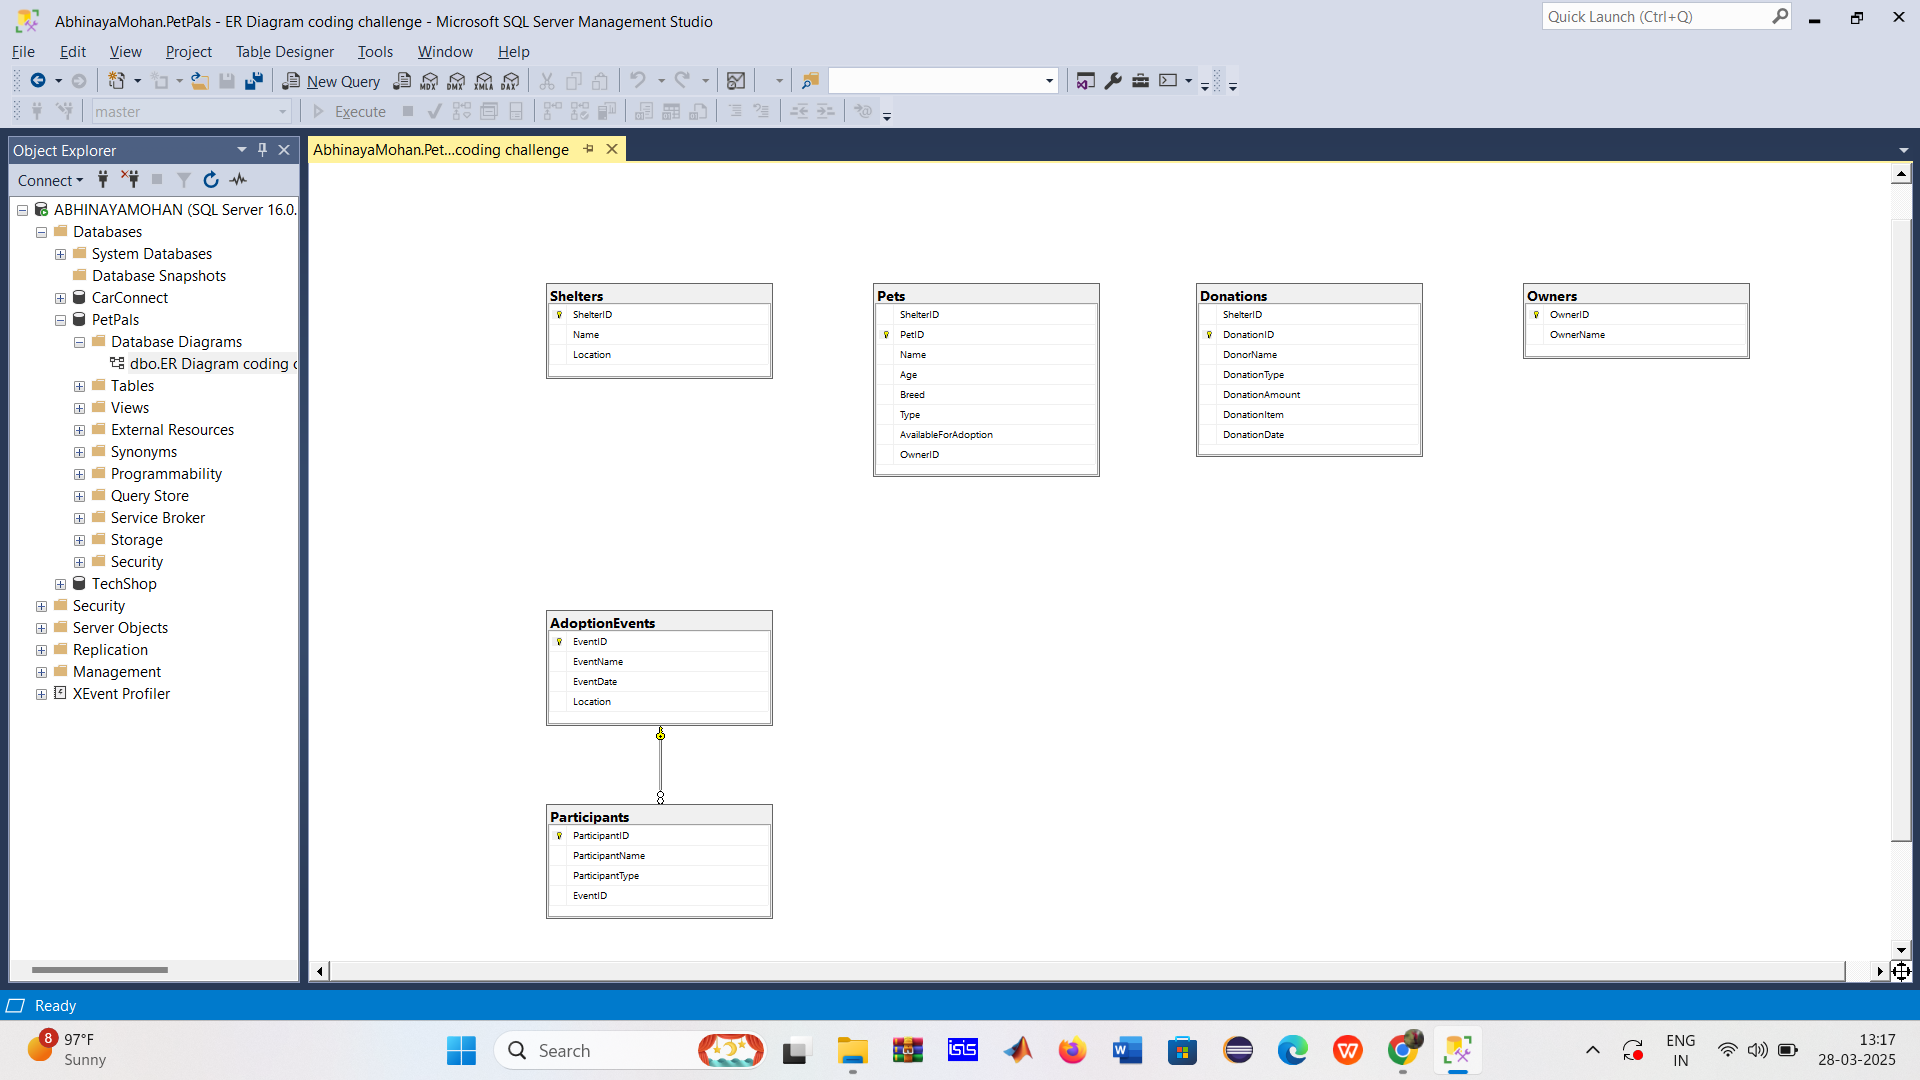 AbhinayaMohan.PetPals - ER Diagram coding challenge - Microsoft SQL Server Management Studio
Quick Launch (Ctrl+Q)
File Edit View Project Table Designer Tools Window Help
New Query MDX DMX XMLA DAX
master Execute
Object Explorer
AbhinayaMohan.Pet...coding challenge
Connect
ABHINAYAMOHAN (SQL Server 16.0.
Databases
System Databases
Database Snapshots
CarConnect
PetPals
Database Diagrams
dbo.ER Diagram coding c
Tables
Views
External Resources
Synonyms
Programmability
Query Store
Service Broker
Storage
Security
TechShop
Security
Server Objects
Replication
Management
XEvent Profiler
Shelters
ShelterID
Name
Location
Pets
ShelterID
PetID
Name
Age
Breed
Type
AvailableForAdoption
OwnerID
Donations
ShelterID
DonationID
DonorName
DonationType
DonationAmount
DonationItem
DonationDate
Owners
OwnerID
OwnerName
AdoptionEvents
EventID
EventName
EventDate
Location
Participants
ParticipantID
ParticipantName
ParticipantType
EventID
Ready
8
97°F
Sunny
Search
isis
W
ENG
IN
13:17
28-03-2025